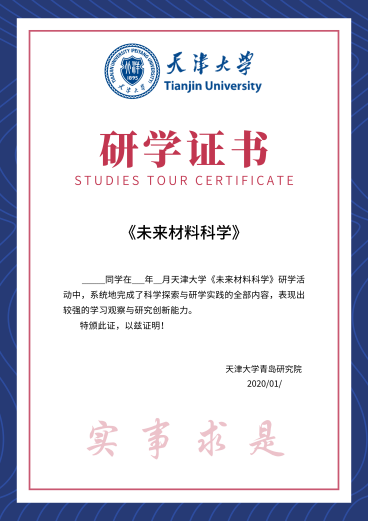 天津大学
Tianjin University
TIANJIN UNIVERSITY (PEIYANG UNIVERSITY)
1895
研学证书
STUDIES TOUR CERTIFICATE
《未来材料科学》
_____同学在___年__月天津大学《未来材料科学》研学活
动中，系统地完成了科学探索与研学实践的全部内容，表现出
较强的学习观察与研究创新能力。
特颁此证，以兹证明！
天津大学青岛研究院
2020/01/
实事求是